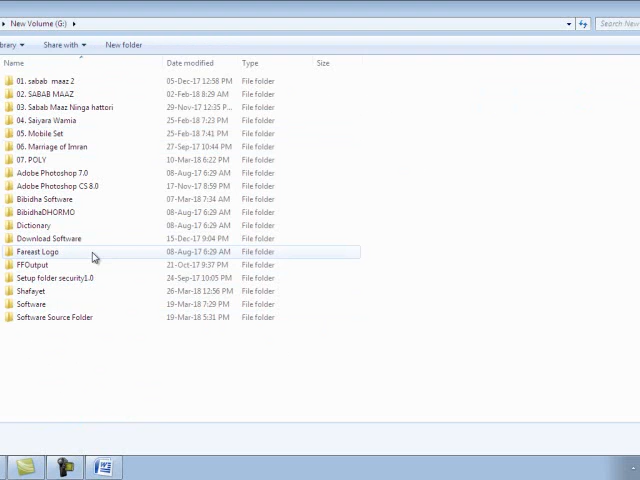 New Volume (G:)
Search New
brary Share with New folder
Name Date modified Type Size
01. sabab maaz 2 05-Dec-17 12:58 PM File folder
02. SABAB MAAZ 02-Feb-18 8:29 AM File folder
03. Sabab Maaz Ninga hattori 29-Nov-17 12:35 P... File folder
04. Saiyara Wamia 25-Feb-18 7:23 PM File folder
05. Mobile Set 25-Feb-18 7:41 PM File folder
06. Marriage of Imran 27-Sep-17 10:44 PM File folder
07. POLY 10-Mar-18 6:22 PM File folder
Adobe Photoshop 7.0 08-Aug-17 6:29 AM File folder
Adobe Photoshop CS 8.0 17-Nov-17 8:59 PM File folder
Bibidha Software 07-Mar-18 7:34 AM File folder
BibidhaDHORMO 08-Aug-17 6:29 AM File folder
Dictionary 08-Aug-17 6:29 AM File folder
Download Software 15-Dec-17 9:04 PM File folder
Fareast Logo 08-Aug-17 6:29 AM File folder
FFOutput 21-Oct-17 9:37 PM File folder
Setup folder security1.0 24-Sep-17 10:05 PM File folder
Shafayet 26-Mar-18 12:56 PM File folder
Software 19-Mar-18 7:29 PM File folder
Software Source Folder 19-Mar-18 5:31 PM File folder